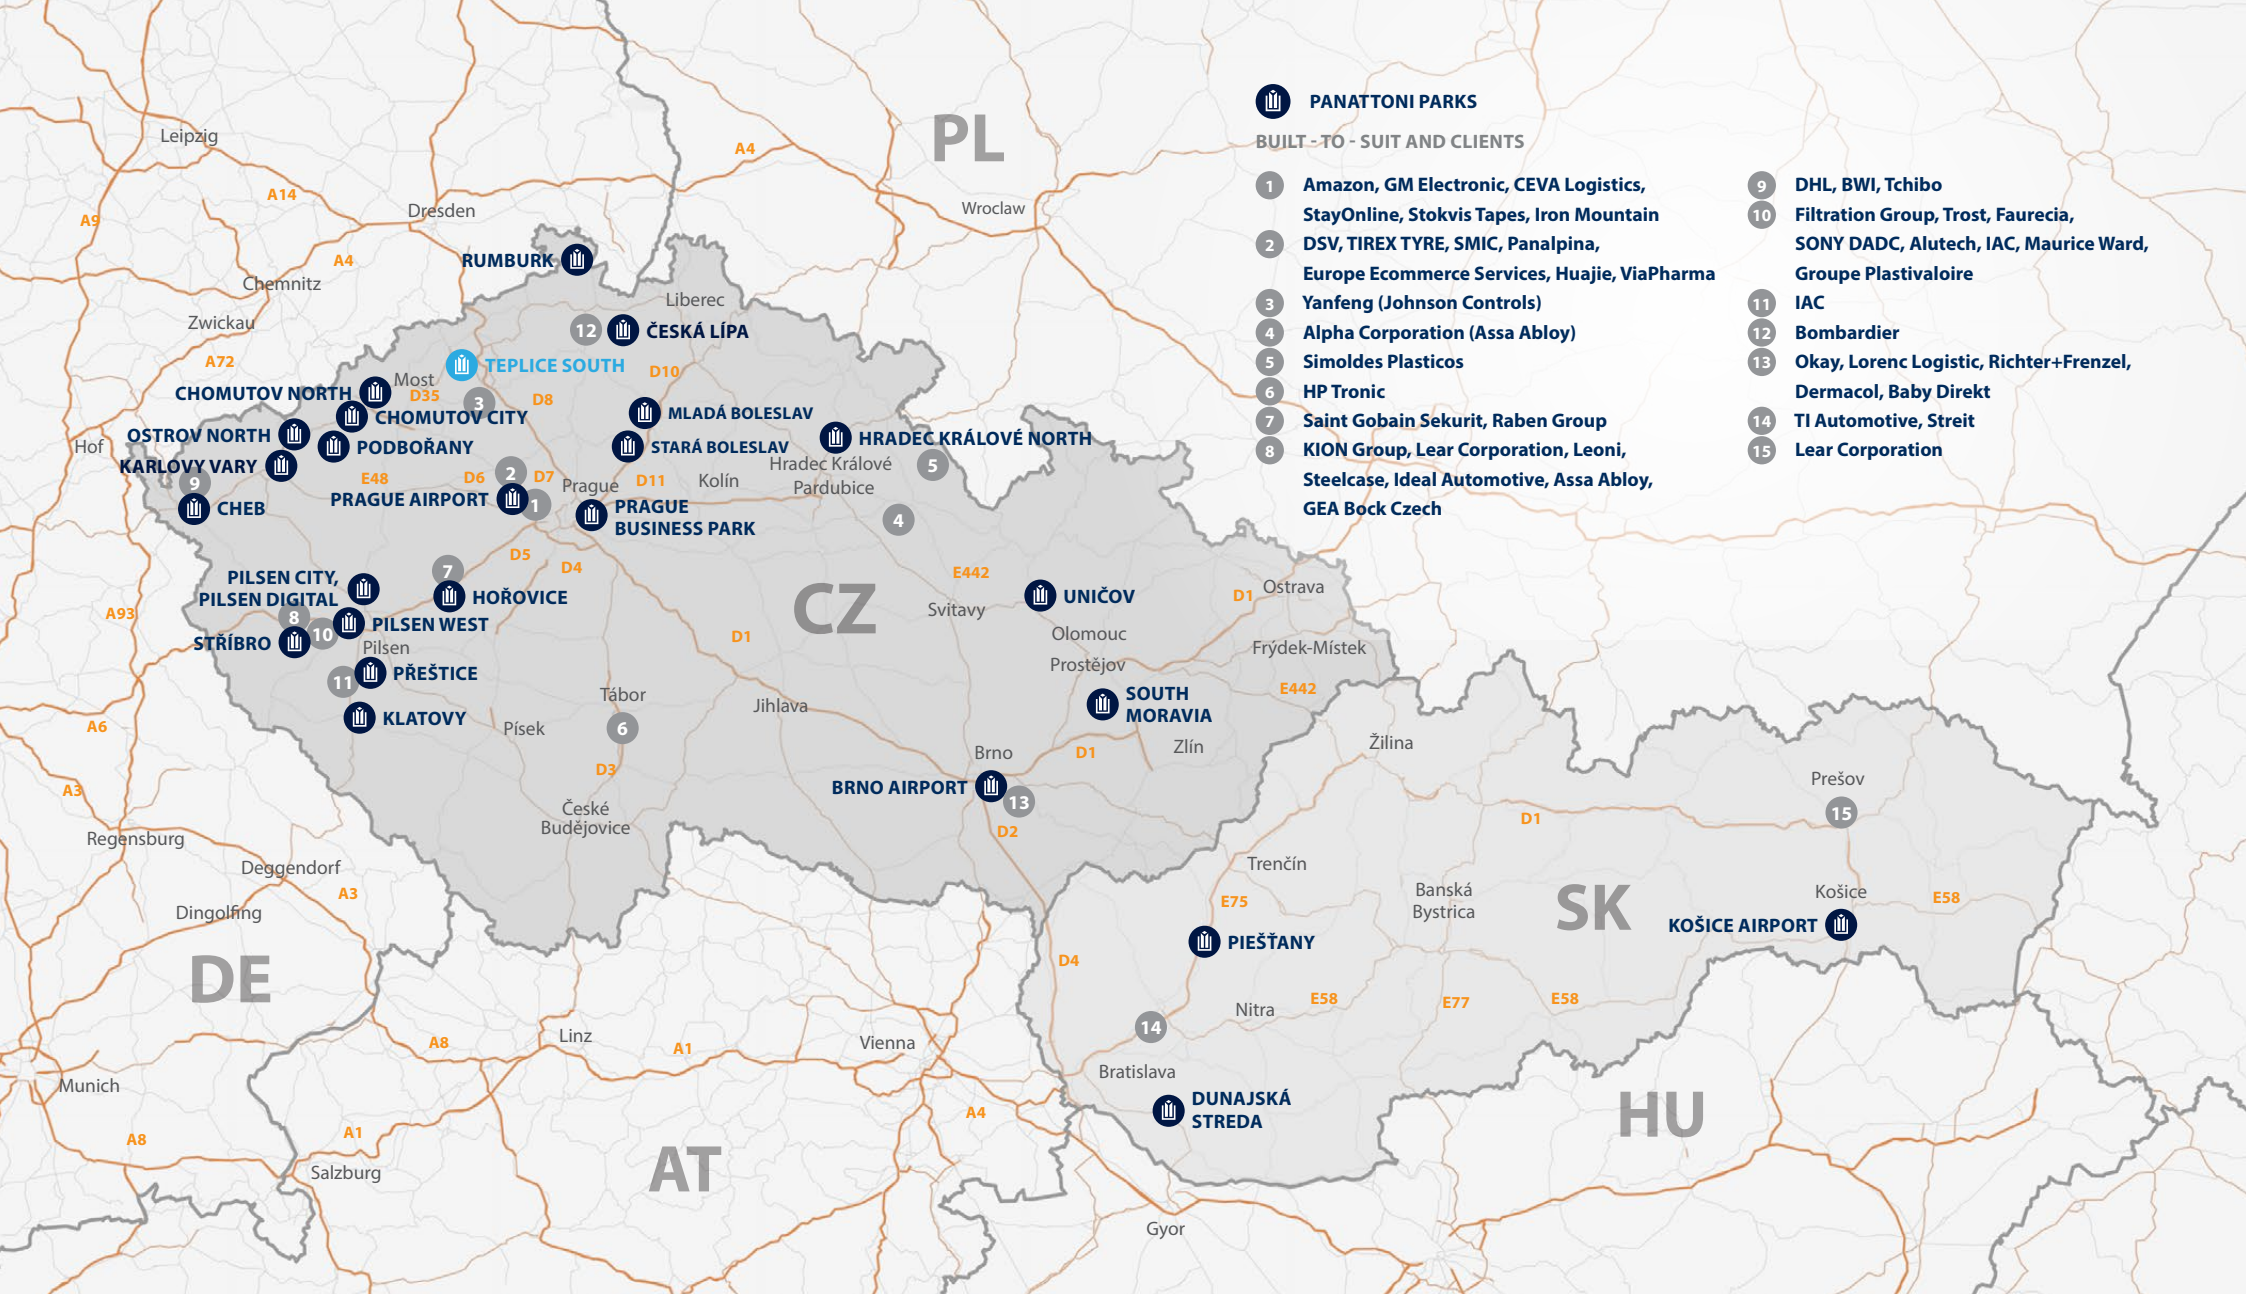 PANATTONI PARKS
BUILT - TO - SUIT AND CLIENTS
1 Amazon, GM Electronic, CEVA Logistics,
StayOnline, Stokvis Tapes, Iron Mountain
2 DSV, TIREX TYRE, SMIC, Panalpina,
Europe Ecommerce Services, Huajie, ViaPharma
3 Yanfeng (Johnson Controls)
4 Alpha Corporation (Assa Abloy)
5 Simoldes Plasticos
6 HP Tronic
7 Saint Gobain Sekurit, Raben Group
8 KION Group, Lear Corporation, Leoni,
Steelcase, Ideal Automotive, Assa Abloy,
GEA Bock Czech
9 DHL, BWI, Tchibo
10 Filtration Group, Trost, Faurecia,
SONY DADC, Alutech, IAC, Maurice Ward,
Groupe Plastivaloire
11 IAC
12 Bombardier
13 Okay, Lorenc Logistic, Richter+Frenzel,
Dermacol, Baby Direkt
14 TI Automotive, Streit
15 Lear Corporation
PL
Leipzig
A4
A14
A9
Dresden
Wroclaw
A4
RUMBURK
Chemnitz
Liberec
Zwickau
12
ČESKÁ LÍPA
A72
TEPLICE SOUTH
D10
Most
CHOMUTOV NORTH
D35
3
D8
CHOMUTOV CITY
MLADÁ BOLESLAV
OSTROV NORTH
Hof
PODBOŘANY
STARÁ BOLESLAV
HRADEC KRÁLOVÉ NORTH
KARLOVY VARY
Hradec Králové
5
9
E48
D6
2
D7
Prague
D11
Kolín
Pardubice
CHEB
PRAGUE AIRPORT
1
PRAGUE
BUSINESS PARK
4
D5
D4
7
E442
PILSEN CITY,
PILSEN DIGITAL
HOŘOVICE
CZ
UNIČOV
D1
Ostrava
A93
8
10
PILSEN WEST
Svitavy
STŘÍBRO
Pilsen
D1
Olomouc
Frýdek-Místek
Prostějov
11
PŘEŠTICE
Tábor
E442
SOUTH
MORAVIA
KLATOVY
Písek
6
Jihlava
A6
Brno
D1
Zlín
Žilina
D3
A3
BRNO AIRPORT
13
Prešov
České
Budějovice
D2
15
D1
Regensburg
Deggendorf
Trenčín
A3
E75
Banská
Bystrica
SK
Košice
E58
Dingolfing
KOŠICE AIRPORT
PIEŠŤANY
DE
D4
Nitra
E58
E77
E58
14
Linz
A8
A1
Vienna
Munich
Bratislava
DUNAJSKÁ
STREDA
HU
A4
A8
A1
AT
Salzburg
Gyor